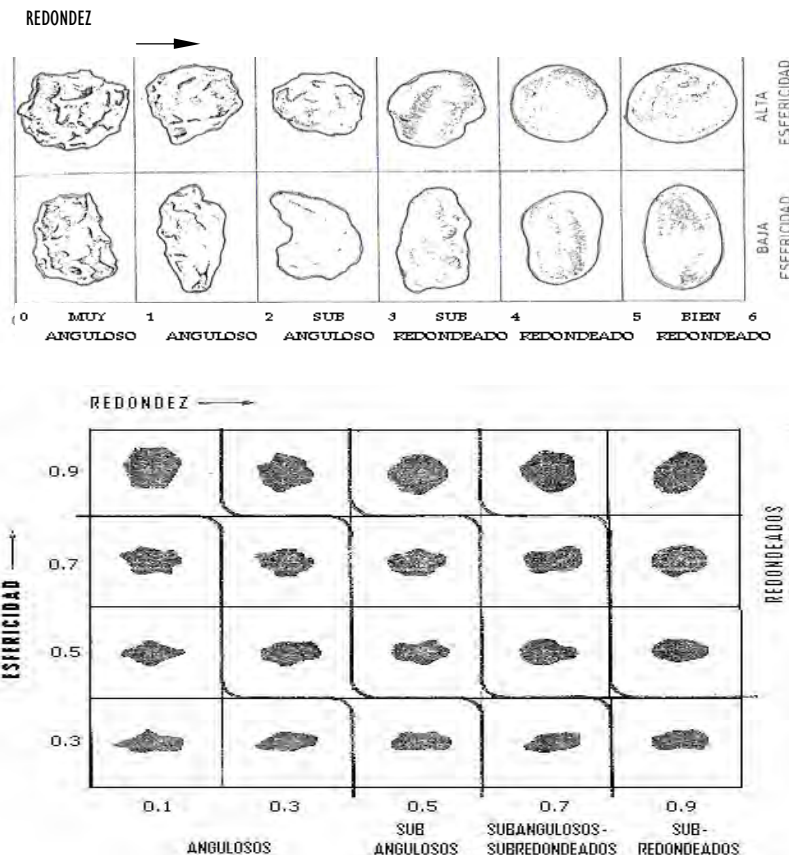 REDONDEZ
ALTA
ESFERICIDAD
BAJA
ESFERICIDAD
0 MUY 1 2 SUB 3 SUB 4 5 BIEN 6
ANGULOSO ANGULOSO ANGULOSO REDONDEADO REDONDEADO REDONDEADO
REDONDEZ
0.9
0.7
0.5
0.3
ESFERICIDAD
REDONDEADOS
0.1 0.3 0.5 0.7 0.9
ANGULOSOS
SUB
ANGULOSOS
SUBANGULOSOS-
SUBREDONDEADOS
SUB-
REDONDEADOS